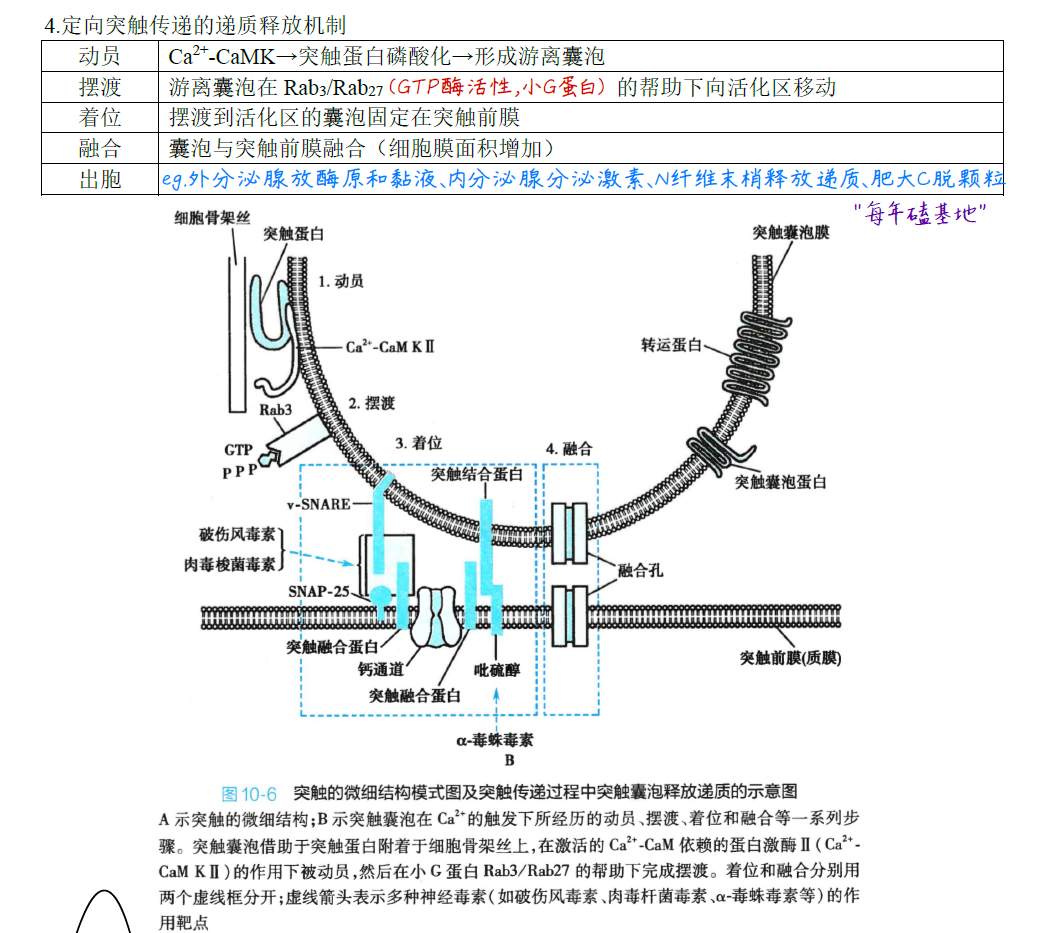 4.定向突触传递的递质释放机制
动员 Ca²⁺-CaMK→突触蛋白磷酸化→形成游离囊泡
摆渡 游离囊泡在 Rab₃/Rab₂₇ (GTP酶活性,小G蛋白) 的帮助下向活化区移动
着位 摆渡到活化区的囊泡固定在突触前膜
融合 囊泡与突触前膜融合（细胞膜面积增加）
出胞 eg.外分泌腺放酶原和黏液、内分泌腺分泌激素、N纤维末梢释放递质、肥大C脱颗粒
"每年磕基地"
细胞骨架丝
突触蛋白
突触囊泡膜
1. 动员
Ca²⁺-CaM K Ⅱ
转运蛋白
Rab3
2. 摆渡
GTP
P P P
3. 着位
4. 融合
突触结合蛋白
突触囊泡蛋白
v-SNARE
破伤风毒素
肉毒梭菌毒素
融合孔
SNAP-25
突触融合蛋白
钙通道
吡硫醇
突触前膜(质膜)
突触融合蛋白
α-毒蛛毒素
B
图 10-6 突触的微细结构模式图及突触传递过程中突触囊泡释放递质的示意图
A 示突触的微细结构;B 示突触囊泡在 Ca²⁺的触发下所经历的动员、摆渡、着位和融合等一系列步
骤。突触囊泡借助于突触蛋白附着于细胞骨架丝上,在激活的 Ca²⁺-CaM 依赖的蛋白激酶Ⅱ(Ca²⁺-
CaM K Ⅱ)的作用下被动员,然后在小 G 蛋白 Rab3/Rab27 的帮助下完成摆渡。着位和融合分别用
两个虚线框分开;虚线箭头表示多种神经毒素(如破伤风毒素、肉毒杆菌毒素、α-毒蛛毒素等)的作
用靶点